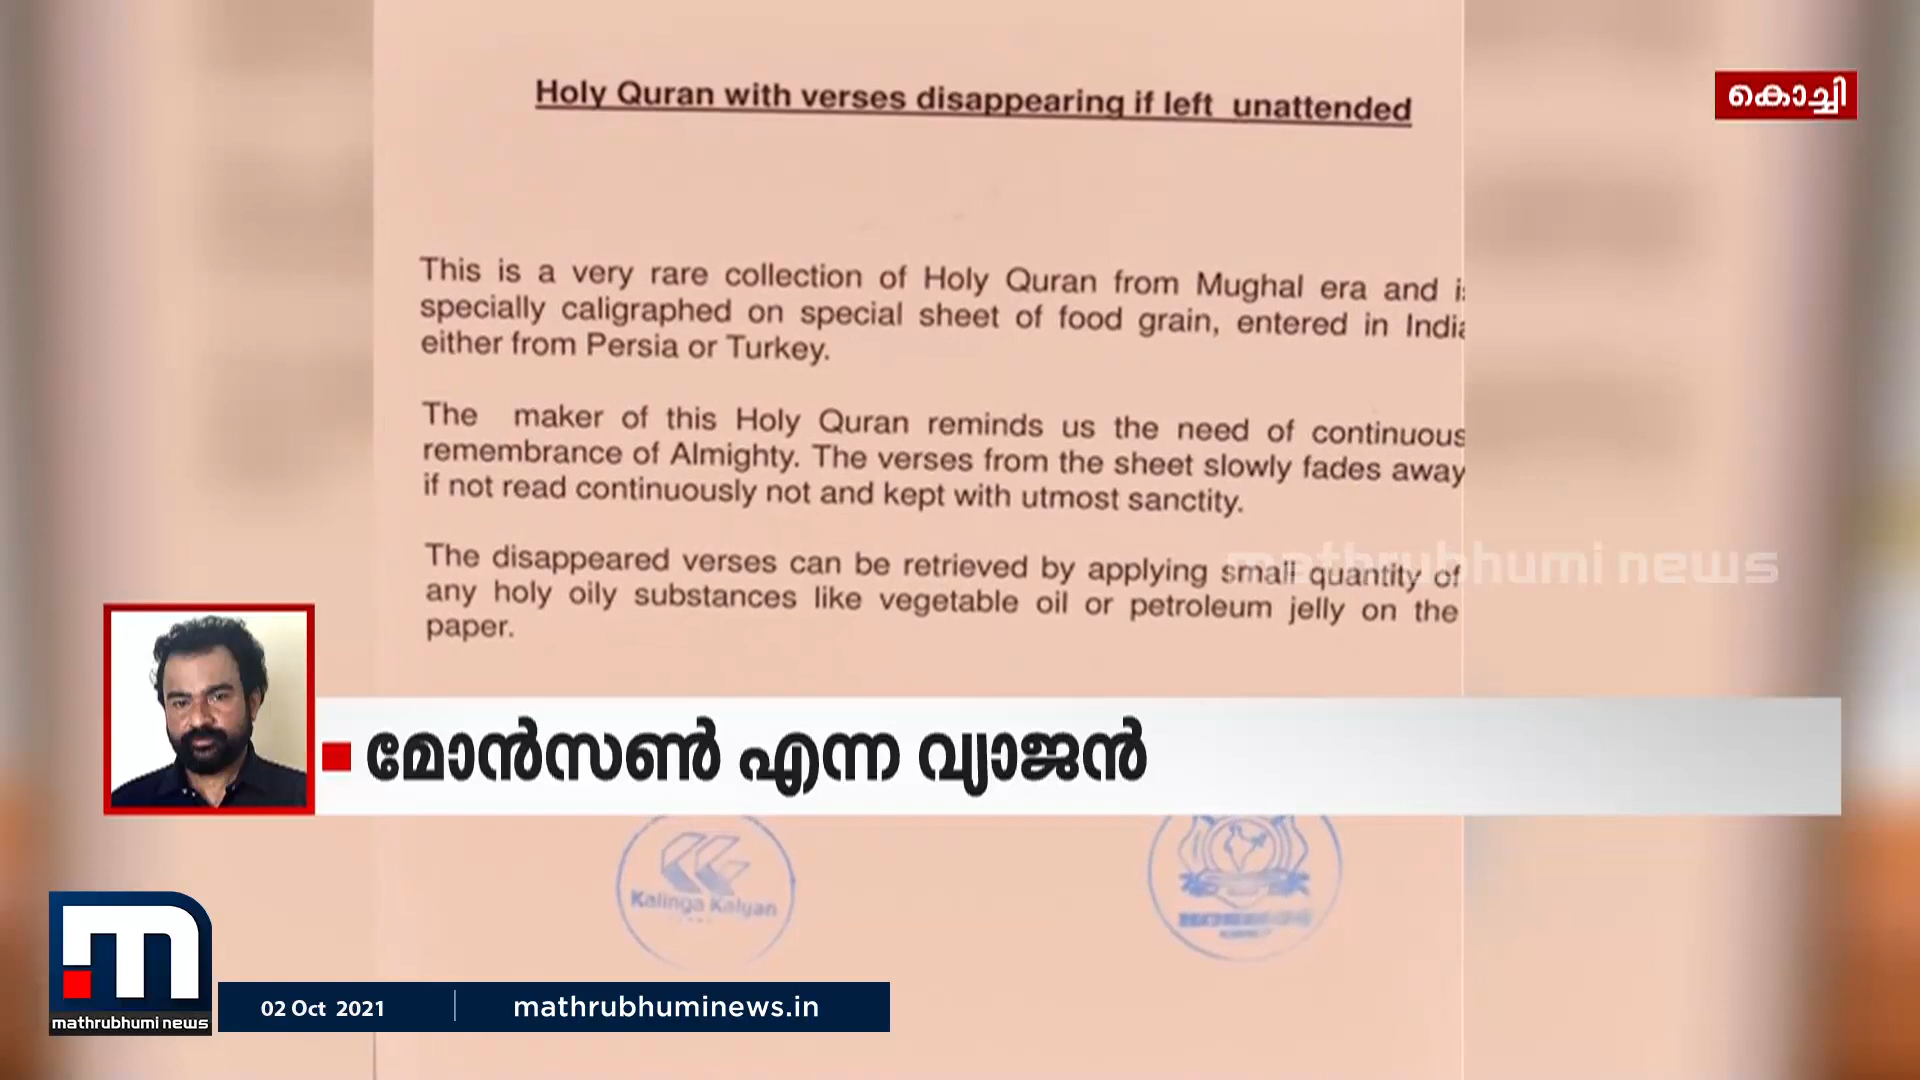 Holy Quran with verses disappearing if left unattended
കൊച്ചി
This is a very rare collection of Holy Quran from Mughal era and
specially caligraphed on special sheet of food grain, entered in
either from Persia or Turkey.
The maker of this Holy Quran reminds us the need of continuous
remembrance of Almighty. The verses from the sheet slowly fades away
if not read continuously not and kept with utmost sanctity.
The disappeared verses can be retrieved by applying small quantity of
any holy oily substances like vegetable oil or petroleum jelly on the
paper.
mathrubhumi news
മോൻസൺ എന്ന വ്യാജൻ
Kalinga Kalyan
mathrubhumi news
02 Oct 2021
mathrubhuminews.in